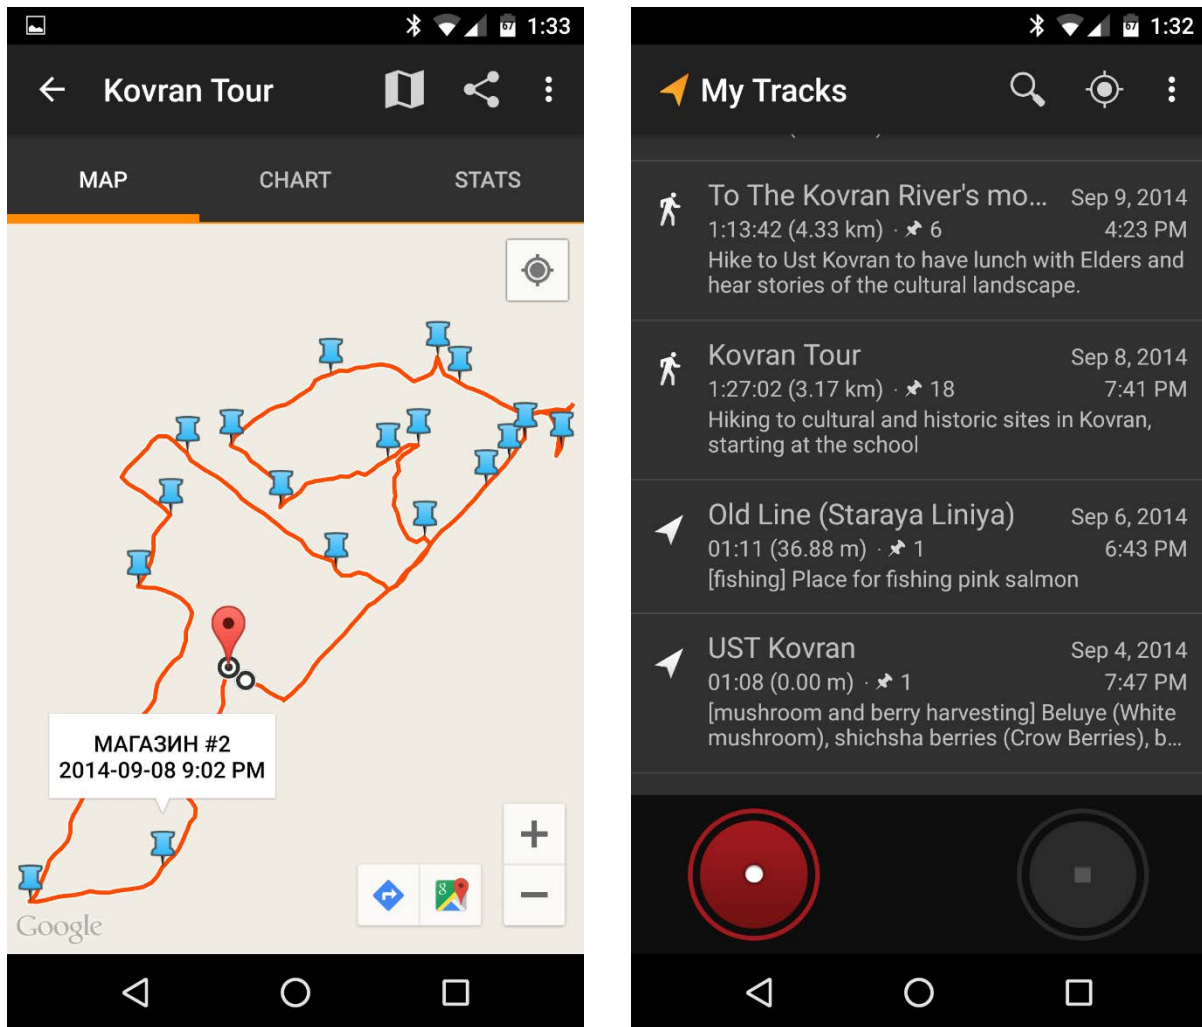 1:33
Kovran Tour
MAP
CHART
STATS
МАГАЗИН #2
2014-09-08 9:02 PM
Google
67
1:32
My Tracks
To The Kovran River's mo...
Sep 9, 2014
1:13:42 (4.33 km) · 6
4:23 PM
Hike to Ust Kovran to have lunch with Elders and
hear stories of the cultural landscape.
Kovran Tour
Sep 8, 2014
1:27:02 (3.17 km) · 18
7:41 PM
Hiking to cultural and historic sites in Kovran,
starting at the school
Old Line (Staraya Liniya)
Sep 6, 2014
01:11 (36.88 m) · 1
6:43 PM
[fishing] Place for fishing pink salmon
UST Kovran
Sep 4, 2014
01:08 (0.00 m) · 1
7:47 PM
[mushroom and berry harvesting] Beluye (White
mushroom), shichsha berries (Crow Berries), b...